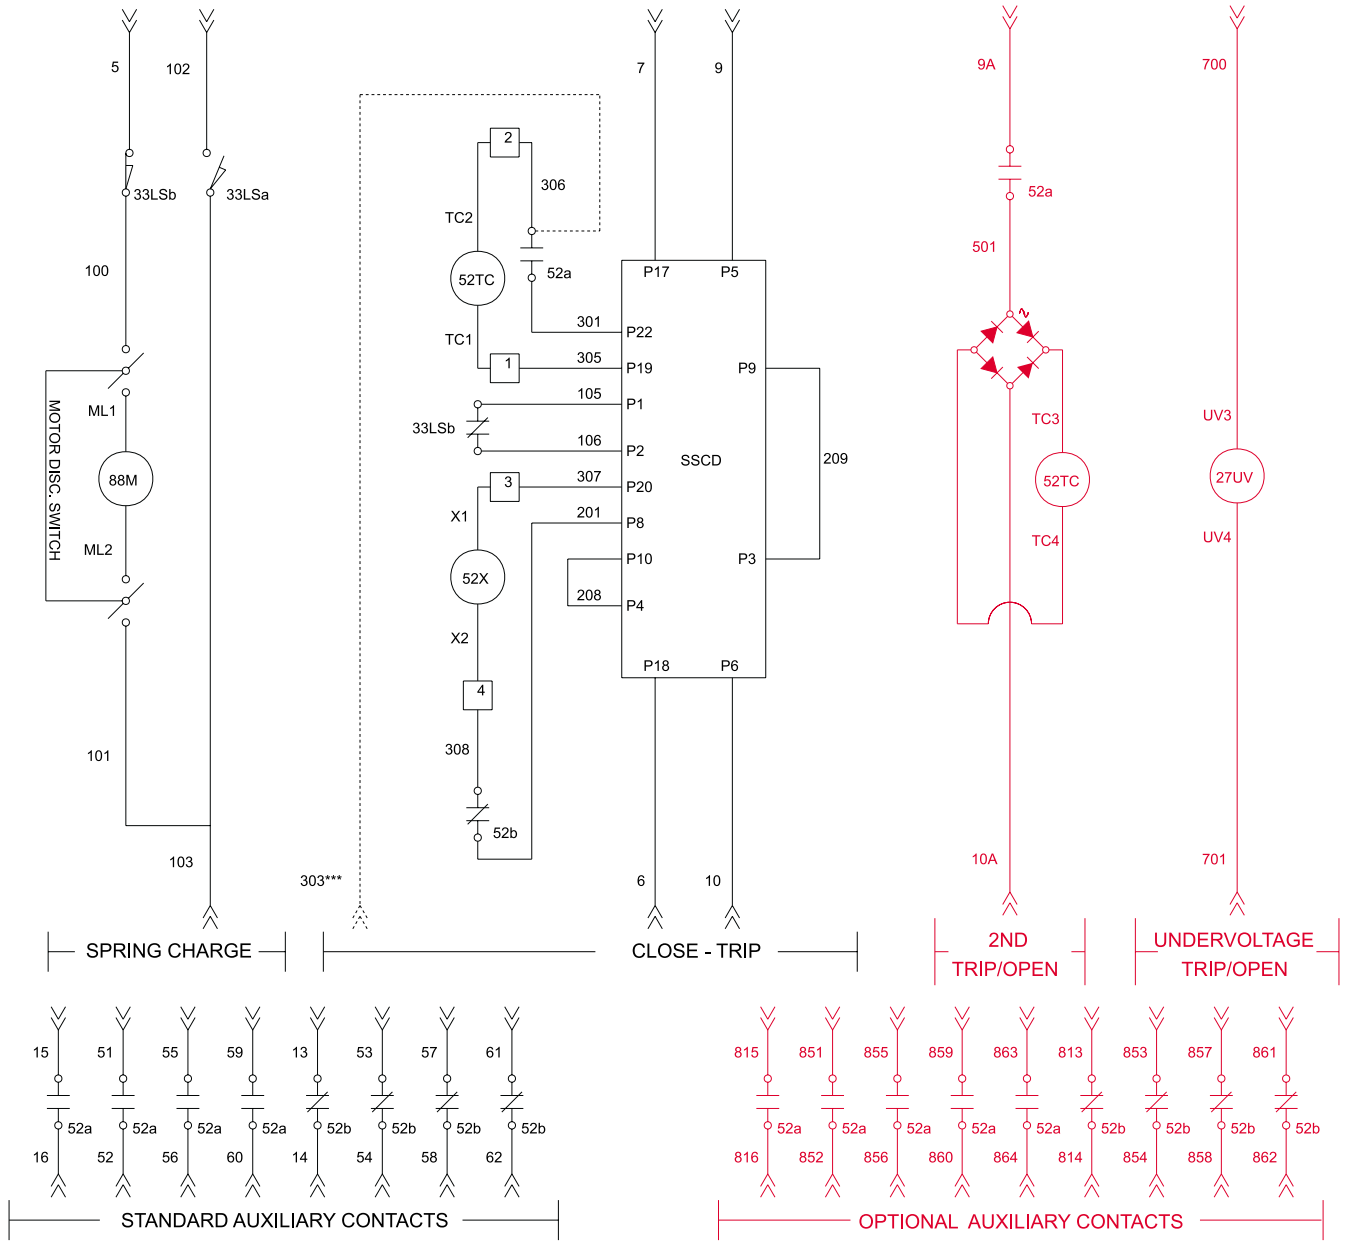 5
102
7
9
9A
700
2
306
33LSb
33LSa
52a
TC2
501
100
52TC
52a
P17
P5
301
P22
TC1
305
P19
P9
1
105
P1
ML1
33LSb
106
P2
SSCD
209
TC3
UV3
MOTOR DISC. SWITCH
88M
3
307
P20
52TC
27UV
X1
201
P8
ML2
TC4
UV4
P10
P3
52X
208
P4
X2
P18
P6
4
101
308
52b
103
303***
6
10
10A
701
SPRING CHARGE
CLOSE - TRIP
2ND
TRIP/OPEN
UNDERVOLTAGE
TRIP/OPEN
15 51 55 59 13 53 57 61
52a 52a 52a 52a 52b 52b 52b 52b
16 52 56 60 14 54 58 62
STANDARD AUXILIARY CONTACTS
815 851 855 859 863 813 853 857 861
52a 52a 52a 52a 52a 52b 52b 52b 52b
816 852 856 860 864 814 854 858 862
OPTIONAL AUXILIARY CONTACTS